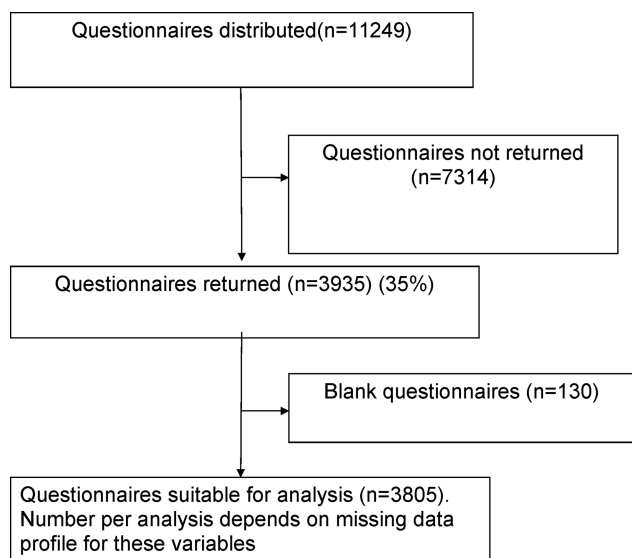 Questionnaires distributed(n=11249)
Questionnaires not returned
(n=7314)
Questionnaires returned (n=3935) (35%)
Blank questionnaires (n=130)
Questionnaires suitable for analysis (n=3805).
Number per analysis depends on missing data
profile for these variables